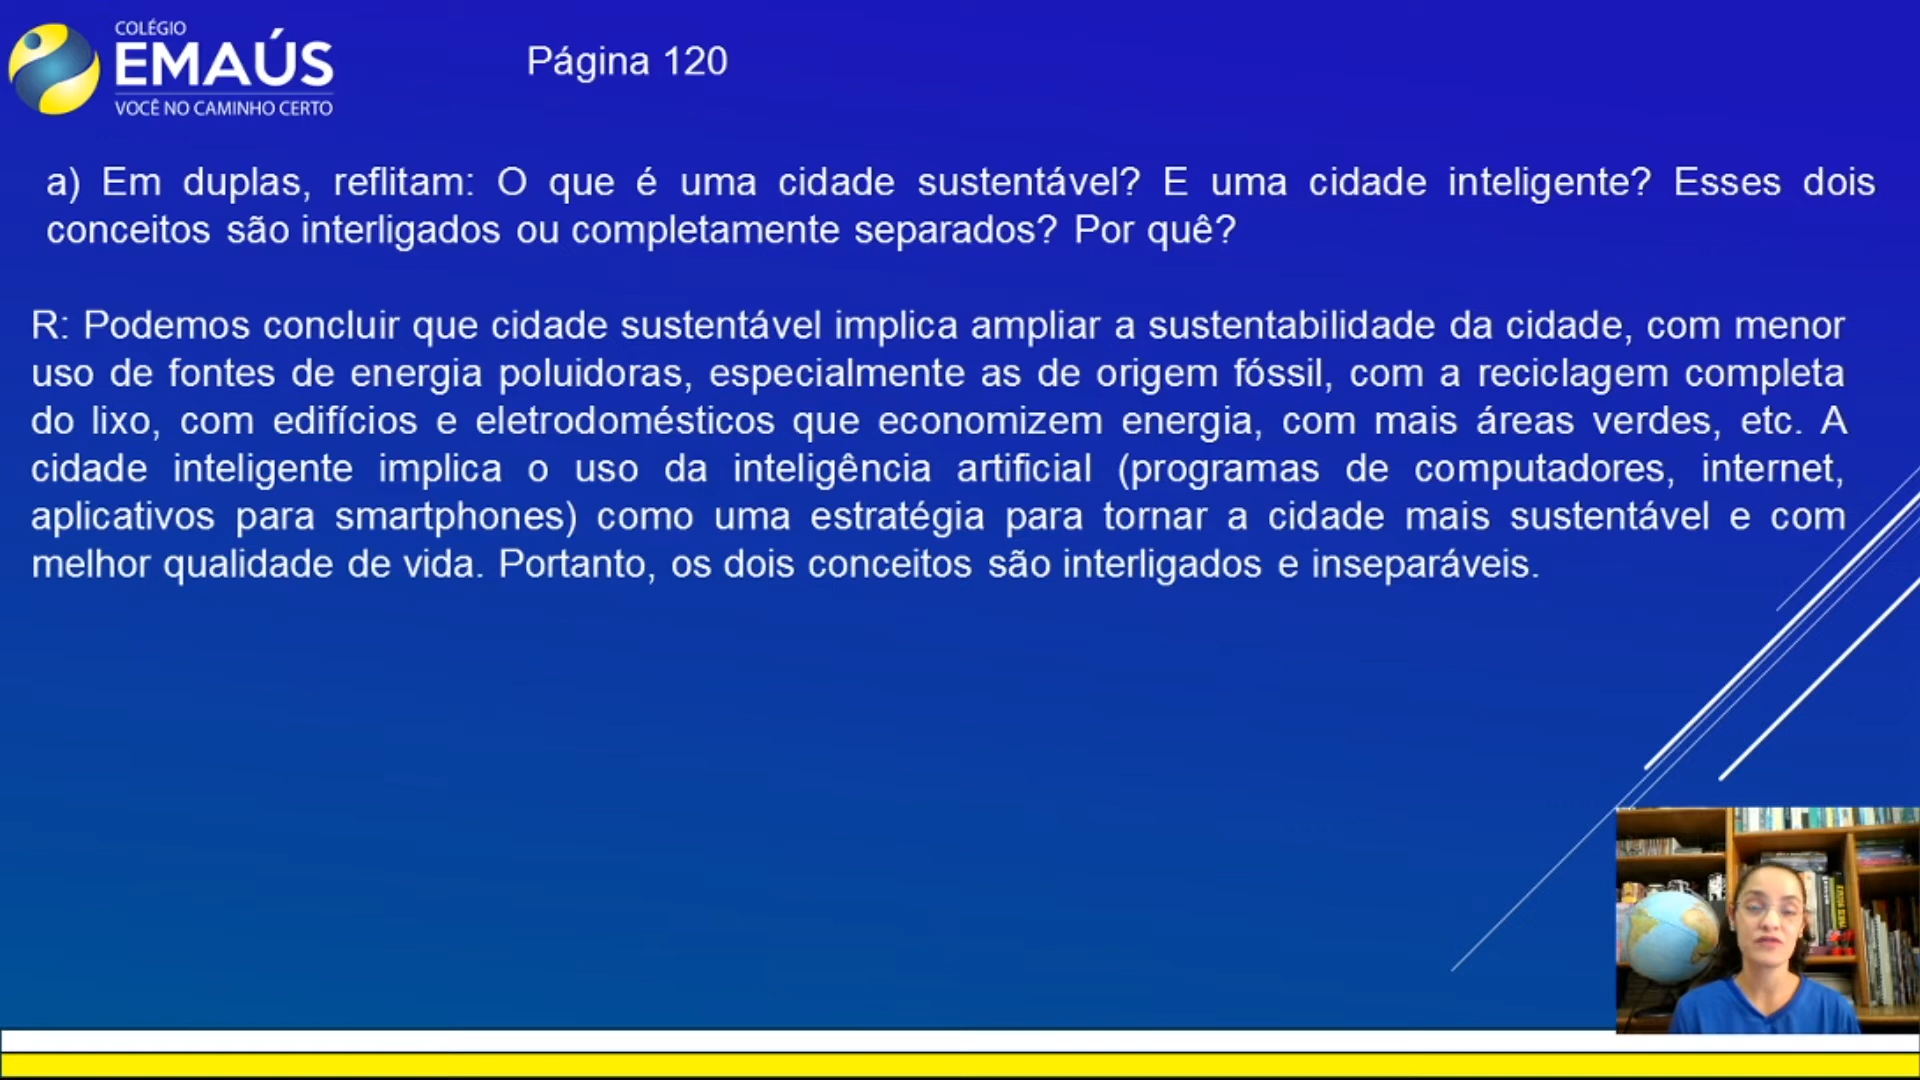 COLÉGIO
EMAÚS
VOCÊ NO CAMINHO CERTO
Página 120
a) Em duplas, reflitam: O que é uma cidade sustentável? E uma cidade inteligente? Esses dois
conceitos são interligados ou completamente separados? Por quê?
R: Podemos concluir que cidade sustentável implica ampliar a sustentabilidade da cidade, com menor
uso de fontes de energia poluidoras, especialmente as de origem fóssil, com a reciclagem completa
do lixo, com edifícios e eletrodomésticos que economizem energia, com mais áreas verdes, etc. A
cidade inteligente implica o uso da inteligência artificial (programas de computadores, internet,
aplicativos para smartphones) como uma estratégia para tornar a cidade mais sustentável e com
melhor qualidade de vida. Portanto, os dois conceitos são interligados e inseparáveis.